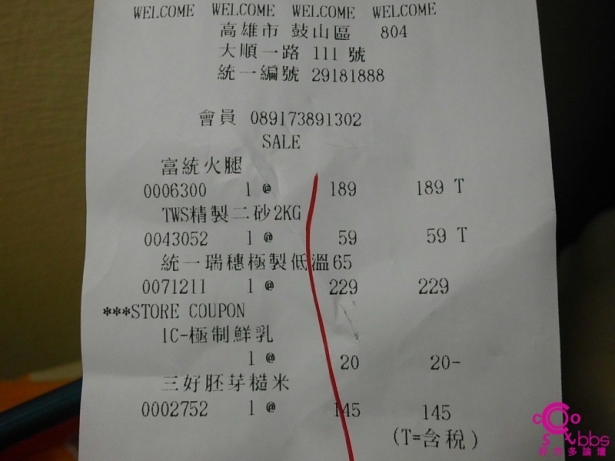 WELCOME WELCOME WELCOME WELCOME
高雄市 鼓山區 804
大順一路 111 號
統一編號 29181888
會員 089173891302
SALE
富統火腿
0006300 1 @ 189 189 T
TWS精製二砂2KG
0043052 1 @ 59 59 T
統一瑞穗極製低溫65
0071211 1 @ 229 229
***STORE COUPON
1C-極制鮮乳
1 @ 20 20-
三好胚芽糙米
0002752 1 @ 145 145
(T=含稅)
bbs